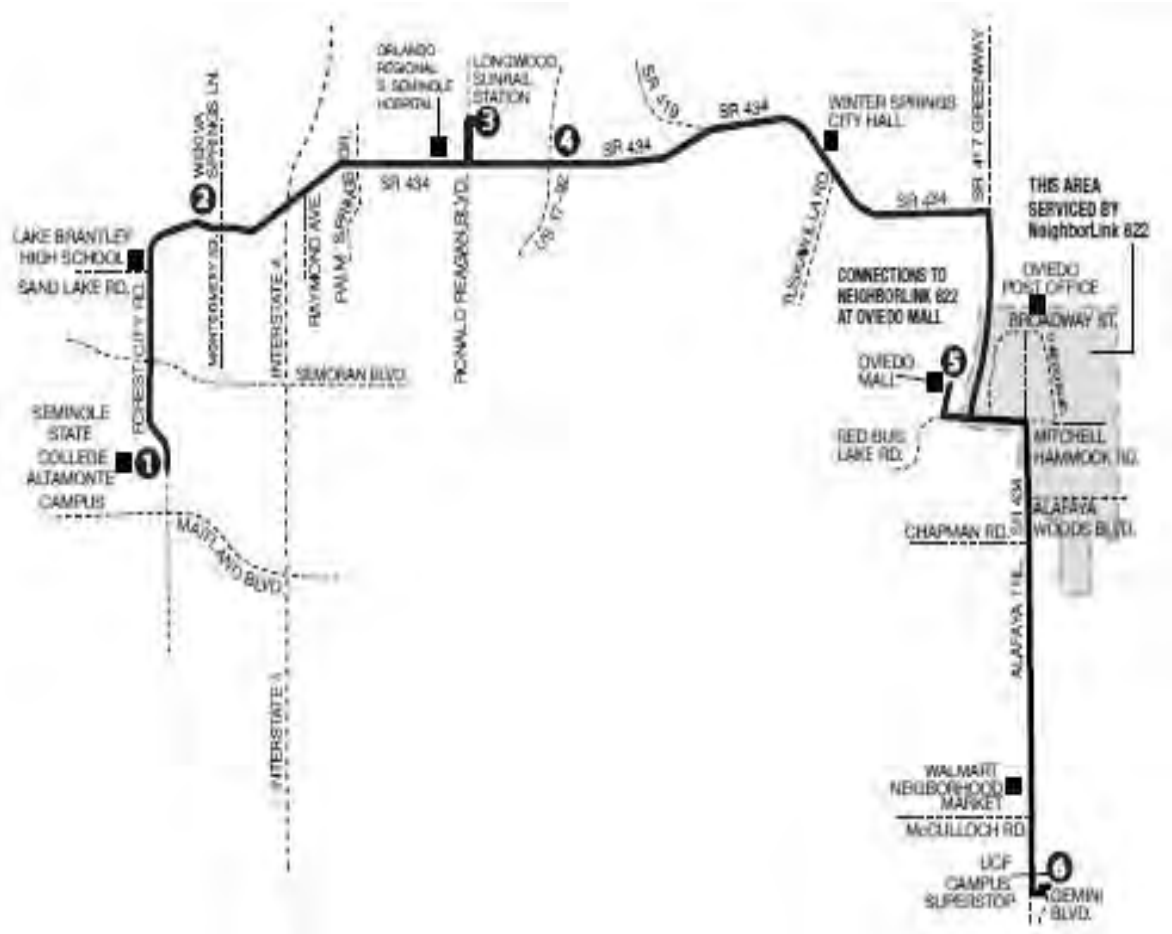 ORLANDO
REGIONAL
S. SEMINOLE
HOSPITAL
LONGWOOD
SUNRAIL
STATION
3
4
SR 419
SR 434
SR 434
SR 434
WINTER SPRINGS
CITY HALL
SR 417 GREENWAY
SPRINGS LN.
2
MONTGOMERY RD.
LAKE BRANTLEY
HIGH SCHOOL
SAND LAKE RD.
FOREST CITY RD.
INTERSTATE 4
RAYMOND AVE.
PALM SPRINGS DR.
SR 434
RONALD REAGAN BLVD.
US 17-92
TUSKAWILLA RD.
SR 434
THIS AREA
SERVICED BY
NeighborLink 622
CONNECTIONS TO
NEIGHBORLINK 622
AT OVIEDO MALL
OVIEDO
POST OFFICE
BROADWAY ST.
5
OVIEDO
MALL
RED BUG
LAKE RD.
MITCHELL
HAMMOCK RD.
SEMORAN BLVD.
SEMINOLE
STATE
COLLEGE
ALTAMONTE
CAMPUS
1
MAITLAND BLVD.
INTERSTATE 4
SR 434
ALAFAYA
WOODS BLVD.
CHAPMAN RD.
ALAFAYA TRL.
WALMART
NEIGBORHOOD
MARKET
McCULLOCH RD.
UCF
CAMPUS
SUPERSTOP
6
GEMINI
BLVD.